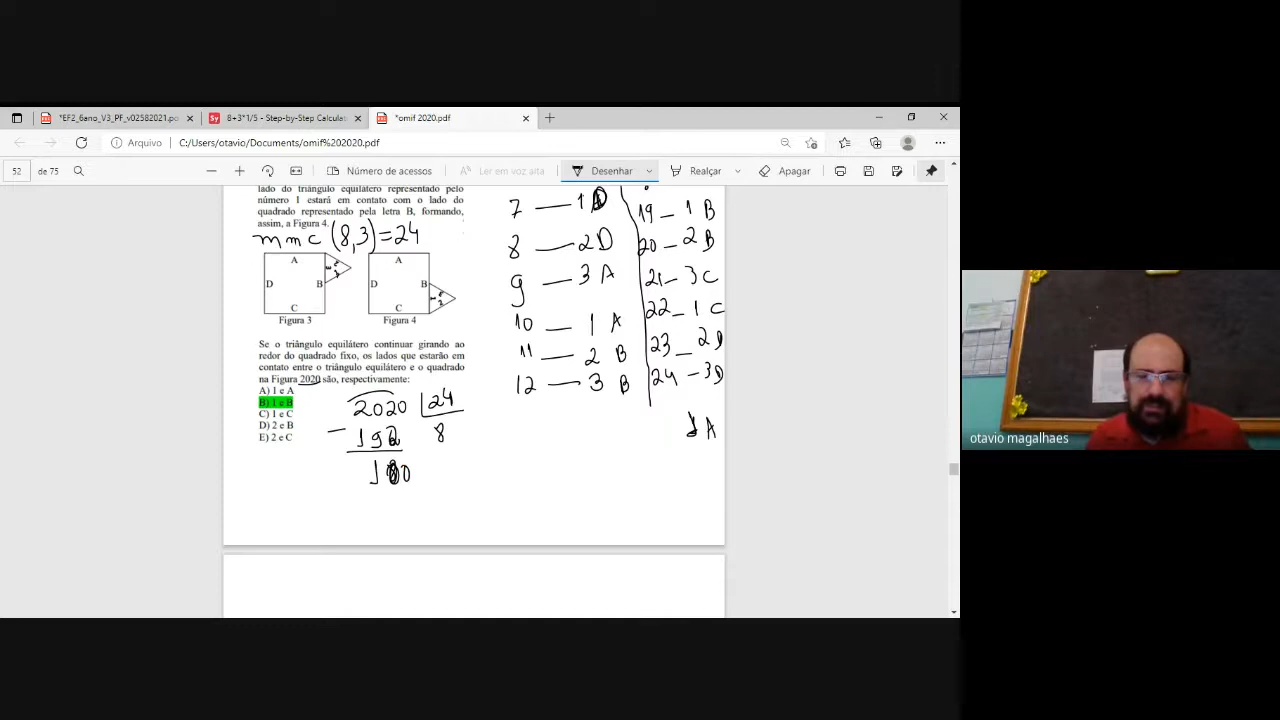 *EF2_6ano_V3_PF_v02582021.po
8+3*1/5 - Step-by-Step Calculat
*omif 2020.pdf
Arquivo
C:/Users/otavio/Documents/omif%202020.pdf
52
de 75
Número de acessos
Ler em voz alta
Desenhar
Realçar
Apagar
lado do triângulo equilátero representado pelo
número 1 estará em contato com o lado do
quadrado representado pela letra B, formando,
assim, a Figura 4.
mmc (8,3)=24
A
D
B
C
Figura 3
A
D
B
C
Figura 4
Se o triângulo equilátero continuar girando ao
redor do quadrado fixo, os lados que estarão em
contato entre o triângulo equilátero e o quadrado
na Figura 2020 são, respectivamente:
A) 1 e A
B) 1 e B
C) 1 e C
D) 2 e B
E) 2 e C
2020 24
- 192 8
7 — 1 D
8 — 2D
9 — 3 A
10 — 1 A
11 — 2 B
12 — 3 B
19 - 1 B
20 - 2 B
21 - 3 C
22 - 1 C
23 - 2 D
24 - 3D
1 A
otavio magalhaes